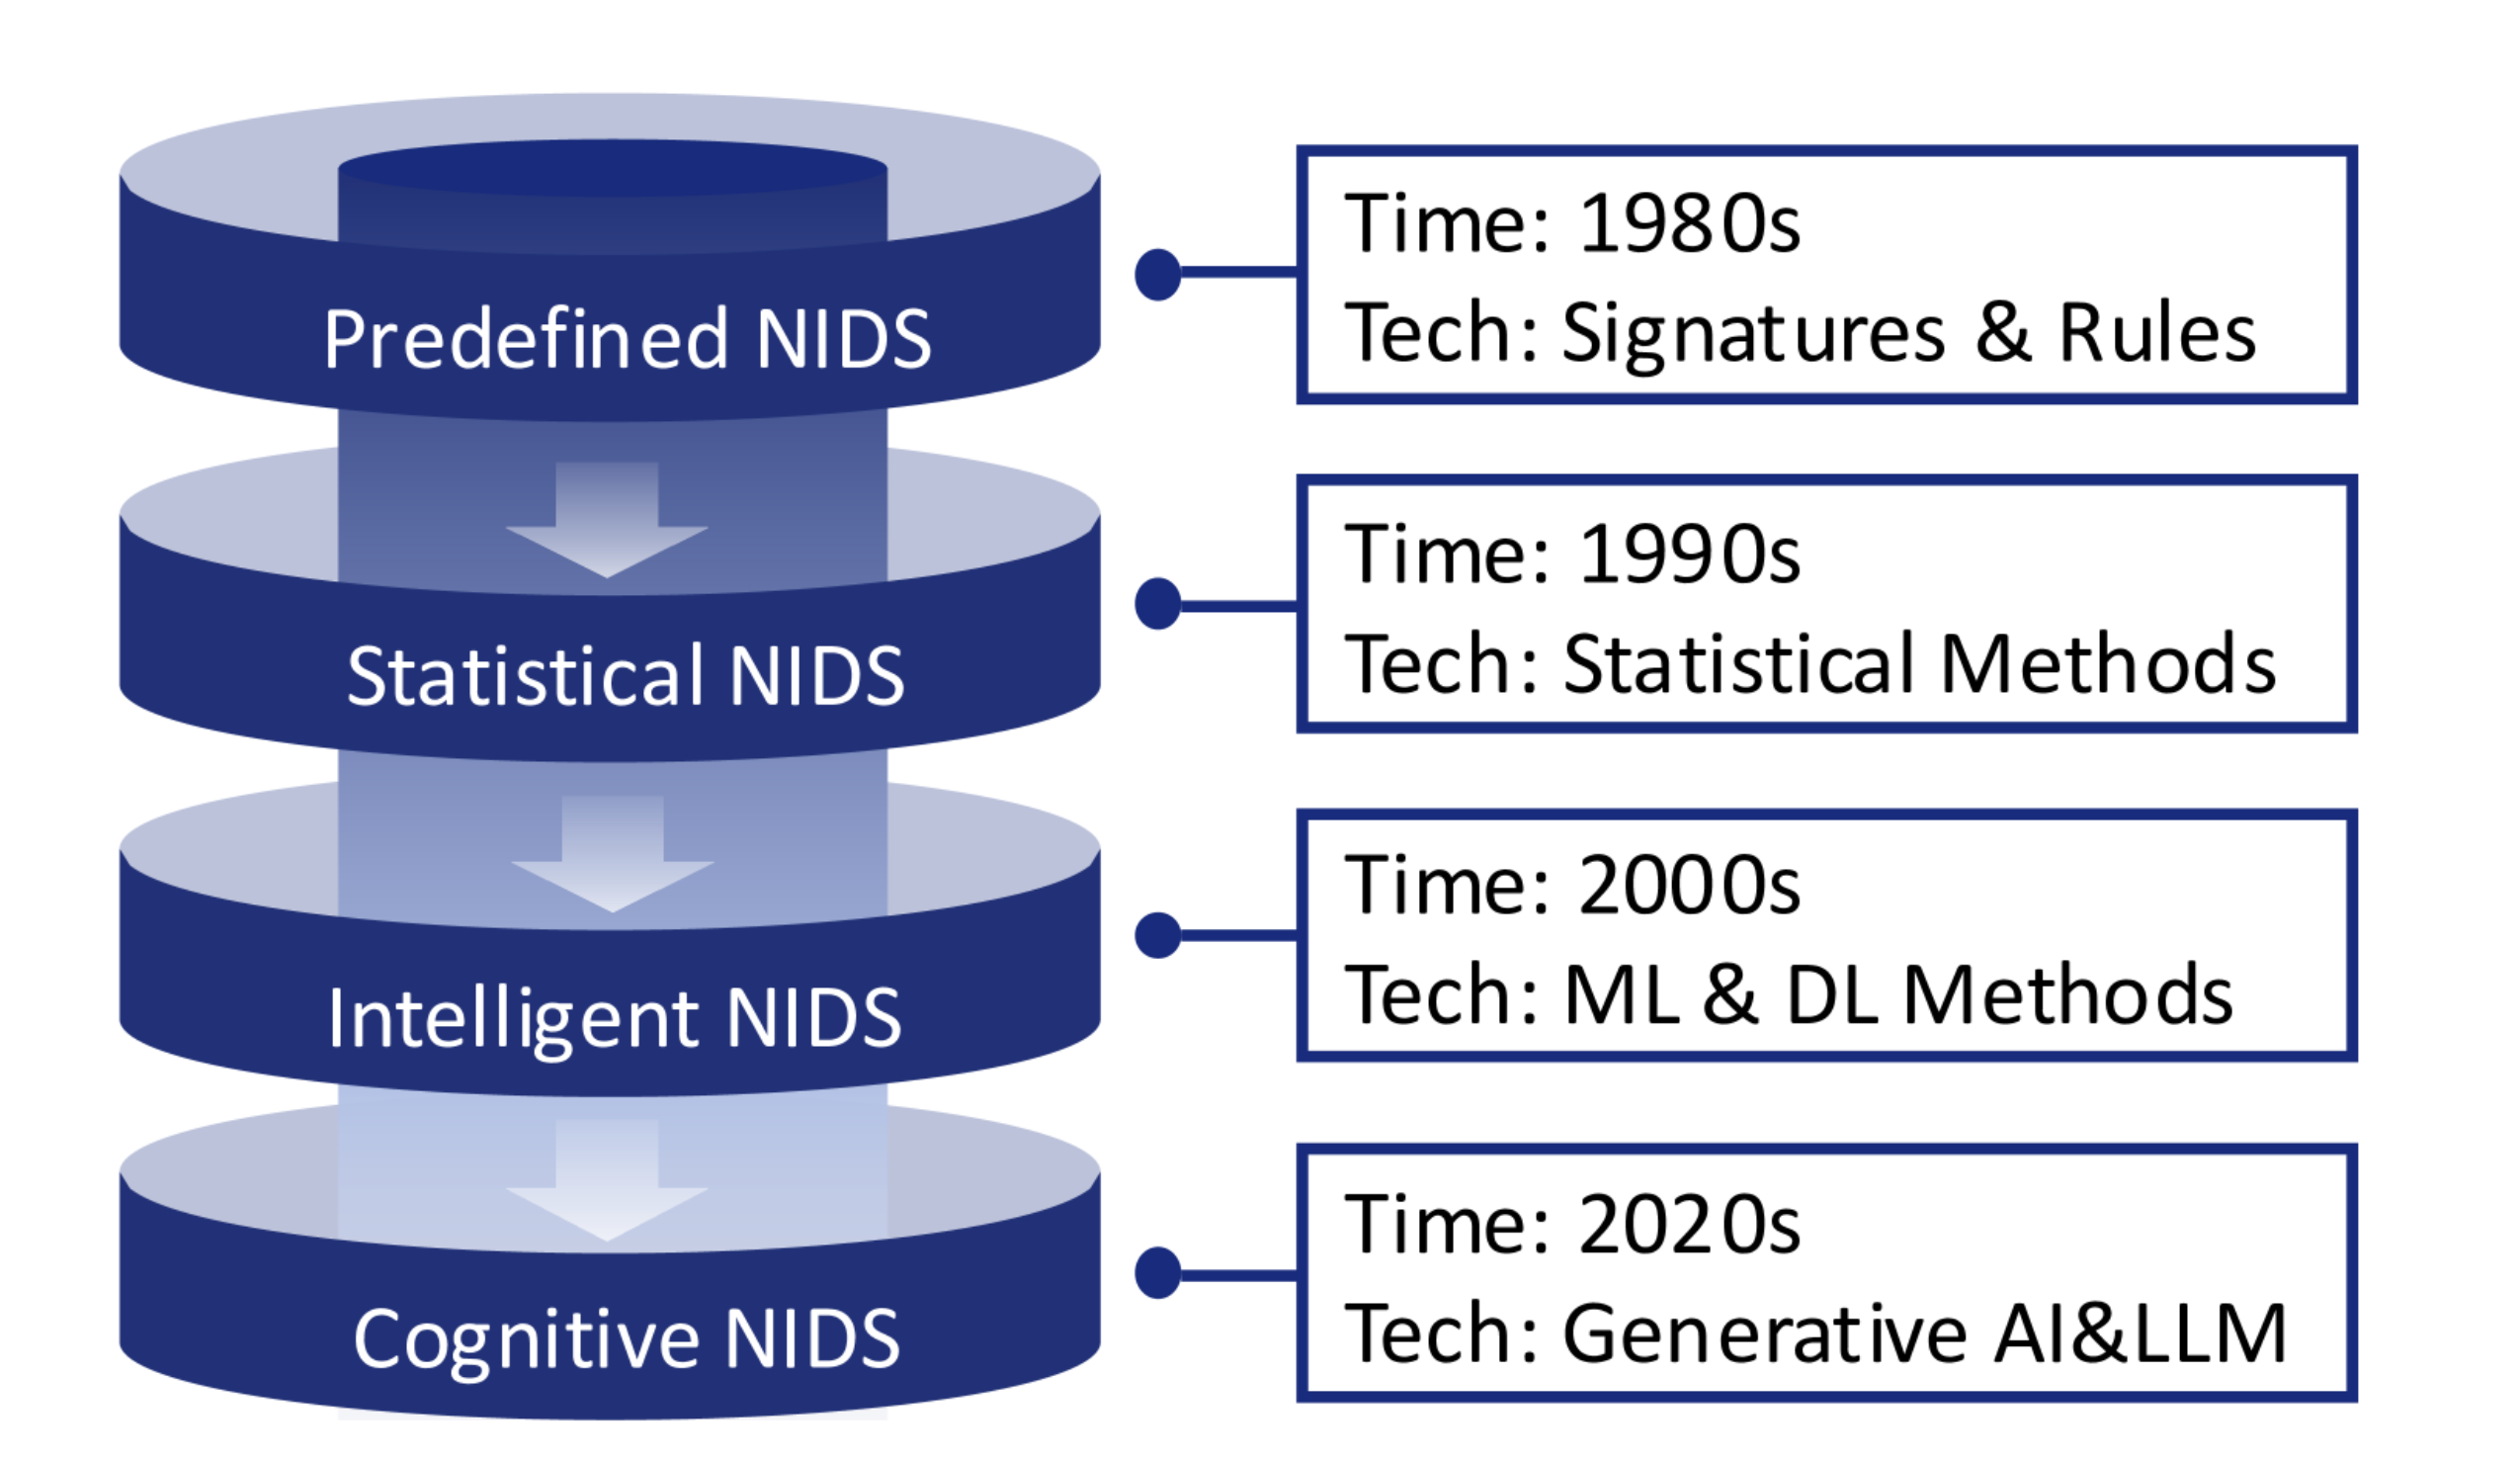 Predefined NIDS
Time: 1980s
Tech: Signatures & Rules
Statistical NIDS
Time: 1990s
Tech: Statistical Methods
Intelligent NIDS
Time: 2000s
Tech: ML & DL Methods
Cognitive NIDS
Time: 2020s
Tech: Generative AI&LLM